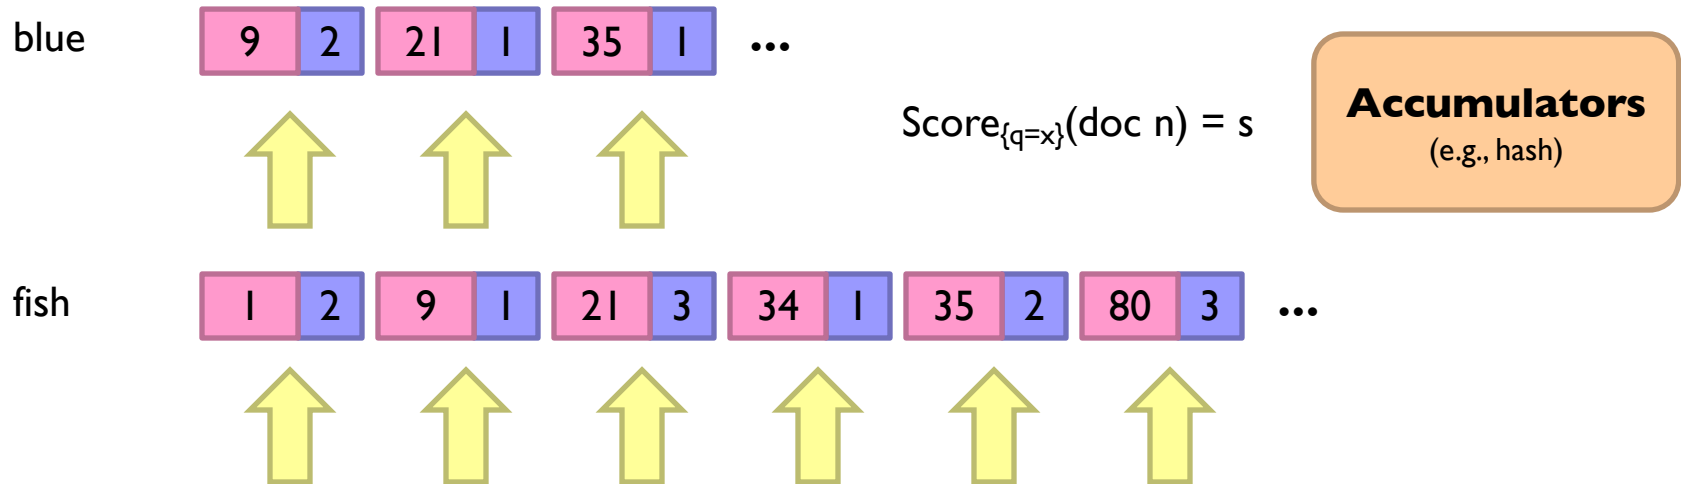 blue 9 2 21 1 35 1 ...
Score{q=x}(doc n) = s
Accumulators
(e.g., hash)
fish 1 2 9 1 21 3 34 1 35 2 80 3 ...